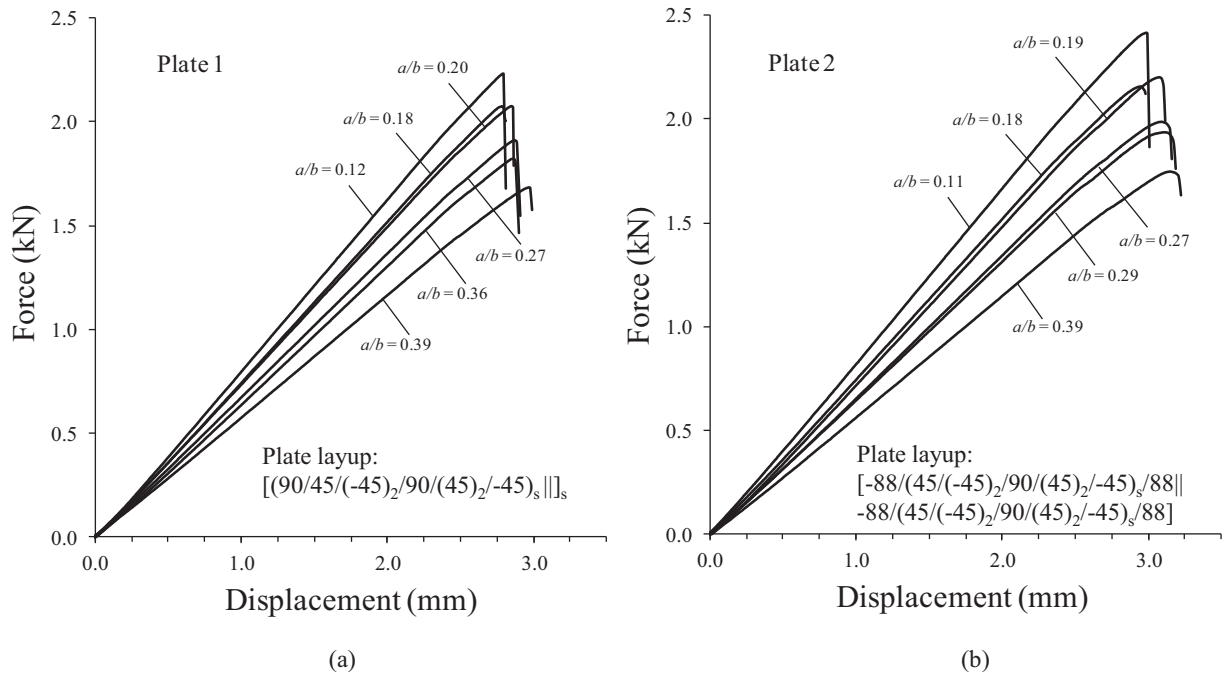 Plate 1
2.5
2.0
1.5
1.0
0.5
0.0
Force (kN)
a/b = 0.20
a/b = 0.18
a/b = 0.12
a/b = 0.27
a/b = 0.36
a/b = 0.39
Plate layup:
[(90/45/(-45)2/90/(45)2/-45)s||]s
0.0 1.0 2.0 3.0
Displacement (mm)
(a)
Plate 2
2.5
2.0
1.5
1.0
0.5
0.0
Force (kN)
a/b = 0.19
a/b = 0.18
a/b = 0.11
a/b = 0.27
a/b = 0.29
a/b = 0.39
Plate layup:
[-88/(45/(-45)2/90/(45)2/-45)s/88||
-88/(45/(-45)2/90/(45)2/-45)s/88]
0.0 1.0 2.0 3.0
Displacement (mm)
(b)